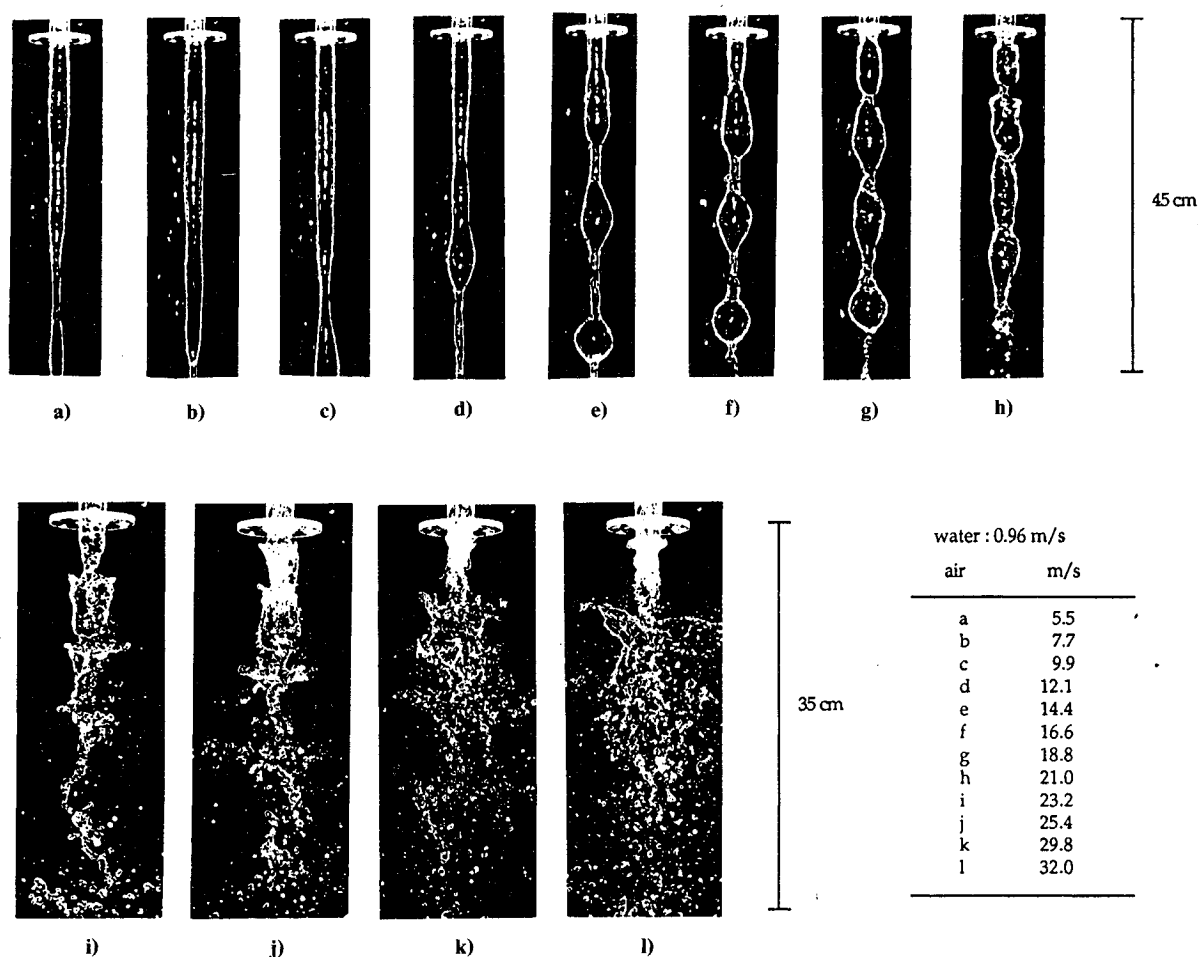 45 cm
a) b) c) d) e) f) g) h)
35 cm
i) j) k) l)
water : 0.96 m/s
air m/s
a 5.5
b 7.7
c 9.9
d 12.1
e 14.4
f 16.6
g 18.8
h 21.0
i 23.2
j 25.4
k 29.8
l 32.0